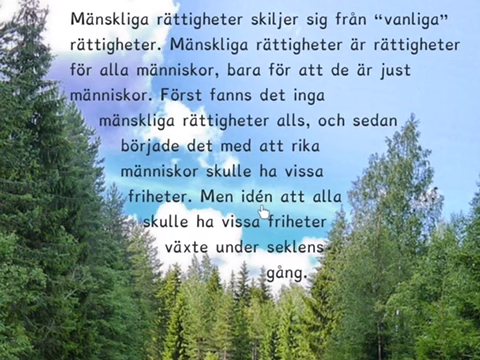 Mänskliga rättigheter skiljer sig från “vanliga”
rättigheter. Mänskliga rättigheter är rättigheter
för alla människor, bara för att de är just
människor. Först fanns det inga
mänskliga rättigheter alls, och sedan
började det med att rika
människor skulle ha vissa
friheter. Men idén att alla
skulle ha vissa friheter
växte under seklens
gång.